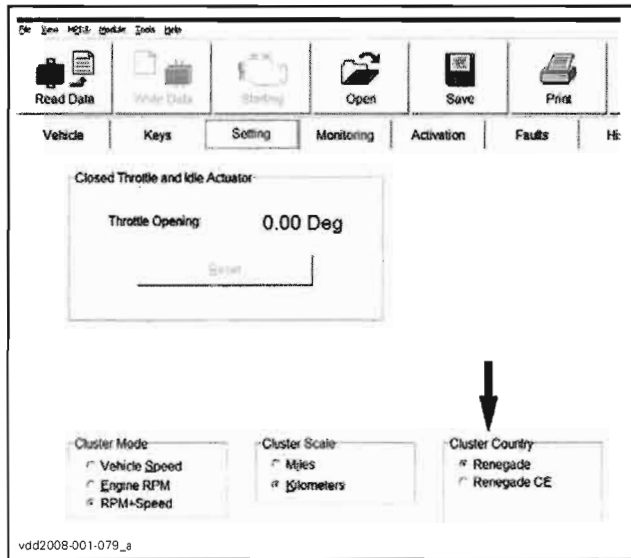 File View MPI:3 Module Tools Help
Read Data Write Data Starting Open Save Print
Vehicle Keys Setting Monitoring Activation Faults His
Closed Throttle and Idle Actuator
Throttle Opening: 0.00 Deg
Reset
Cluster Mode Cluster Scale Cluster Country
Vehicle Speed Miles Renegade
Engine RPM Kilometers Renegade CE
RPM+Speed
vdd2008-001-079_a